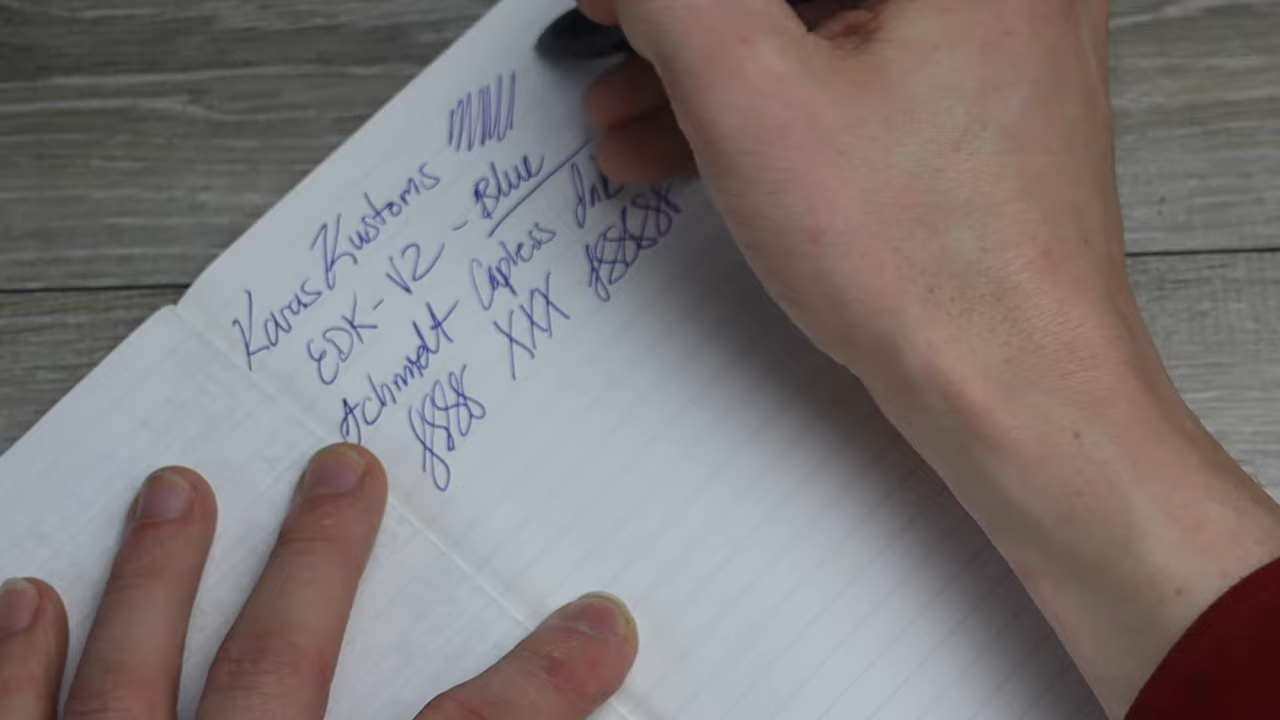 Karas Kustoms
EDK-V2 - Blue
Schmidt Capless Ink
XXX